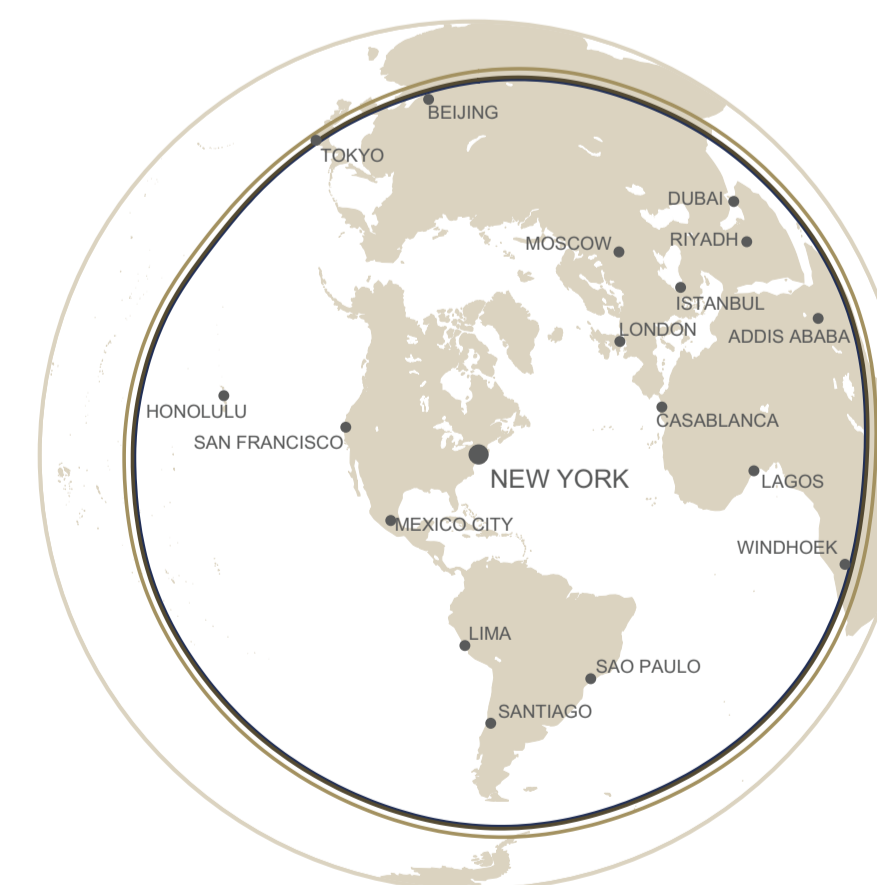 BEIJING
TOKYO
DUBAI
RIYADH
MOSCOW
ISTANBUL
LONDON
ADDIS ABABA
HONOLULU
CASABLANCA
SAN FRANCISCO
NEW YORK
LAGOS
MEXICO CITY
WINDHOEK
LIMA
SAO PAULO
SANTIAGO